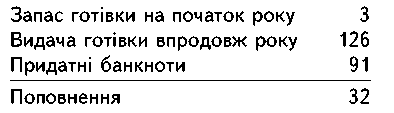 Запас готівки на початок року 3
Видача готівки впродовж року 126
Придатні банкноти 91
Поповнення 32